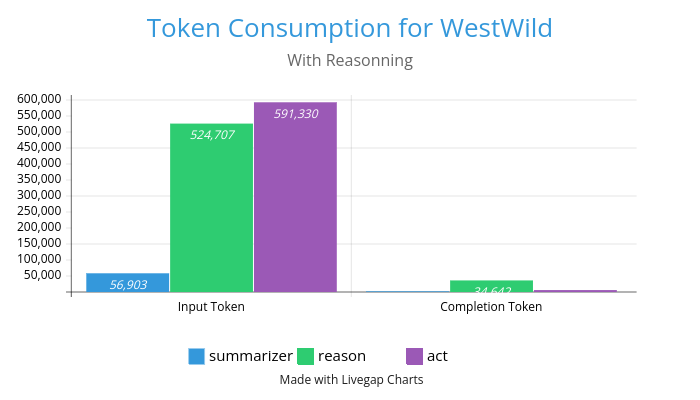 Token Consumption for WestWild
With Reasonning
600,000
550,000
500,000
450,000
400,000
350,000
300,000
250,000
200,000
150,000
100,000
50,000
56,903
524,707
591,330
34,642
Input Token
Completion Token
summarizer reason act
Made with Livegap Charts